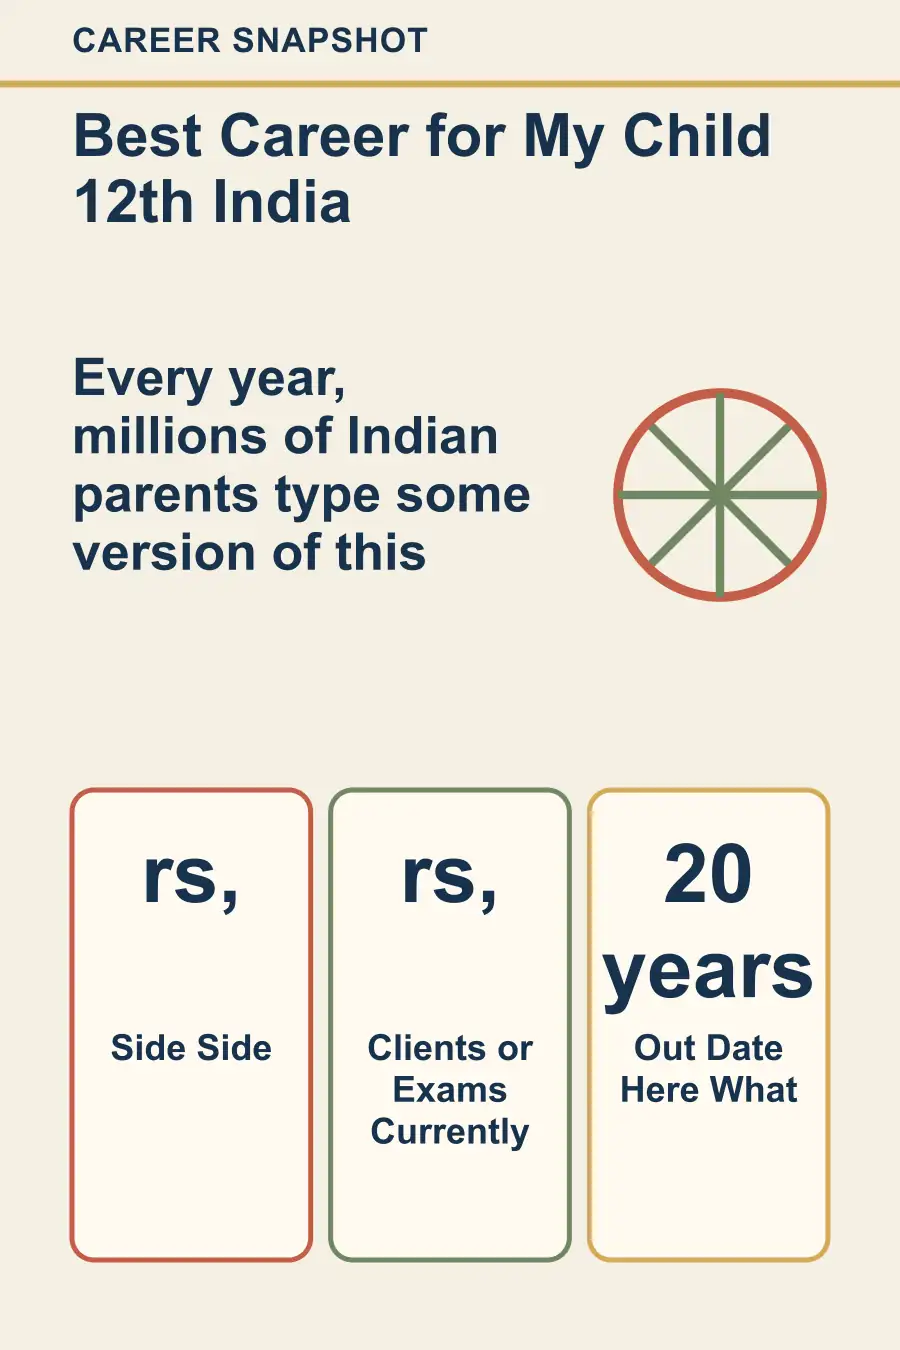 CAREER SNAPSHOT
Best Career for My Child
12th India
Every year,
millions of Indian
parents type some
version of this
rs,
Side Side
rs,
Clients or
Exams
Currently
20
years
Out Date
Here What